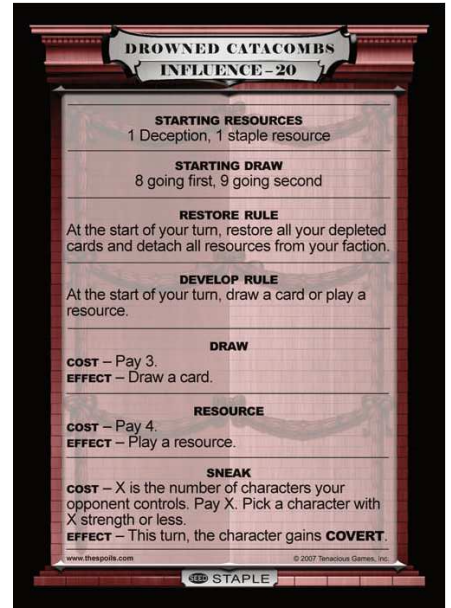 DROWNED CATACOMBS
INFLUENCE–20
STARTING RESOURCES
1 Deception, 1 staple resource
STARTING DRAW
8 going first, 9 going second
RESTORE RULE
At the start of your turn, restore all your depleted
cards and detach all resources from your faction.
DEVELOP RULE
At the start of your turn, draw a card or play a
resource.
DRAW
COST – Pay 3.
EFFECT – Draw a card.
RESOURCE
COST – Pay 4.
EFFECT – Play a resource.
SNEAK
COST – X is the number of characters your
opponent controls. Pay X. Pick a character with
X strength or less.
EFFECT – This turn, the character gains COVERT.
www.thespoils.com © 2007 Tenacious Games, Inc.
SEED STAPLE